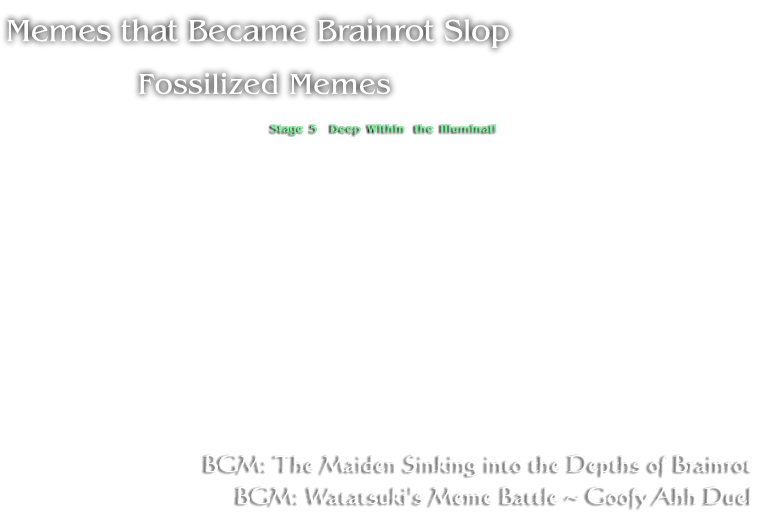 Memes that Became Brainrot Slop
Fossilized Memes
Stage 5 Deep Within the Illuminati
BGM: The Maiden Sinking into the Depths of Brainrot
BGM: Watatsuki's Meme Battle ~ Goofy Ahh Duel